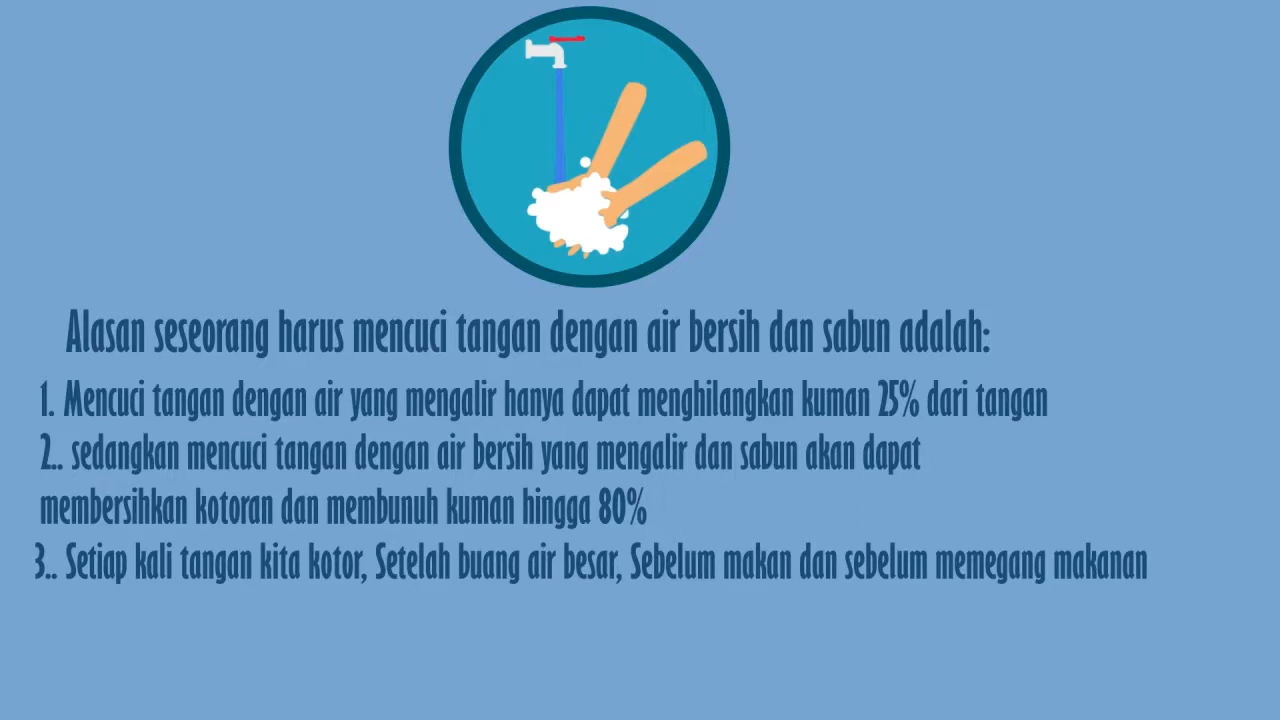 Alasan seseorang harus mencuci tangan dengan air bersih dan sabun adalah:
1. Mencuci tangan dengan air yang mengalir hanya dapat menghilangkan kuman 25% dari tangan
2.. sedangkan mencuci tangan dengan air bersih yang mengalir dan sabun akan dapat
membersihkan kotoran dan membunuh kuman hingga 80%
3.. Setiap kali tangan kita kotor, Setelah buang air besar, Sebelum makan dan sebelum memegang makanan